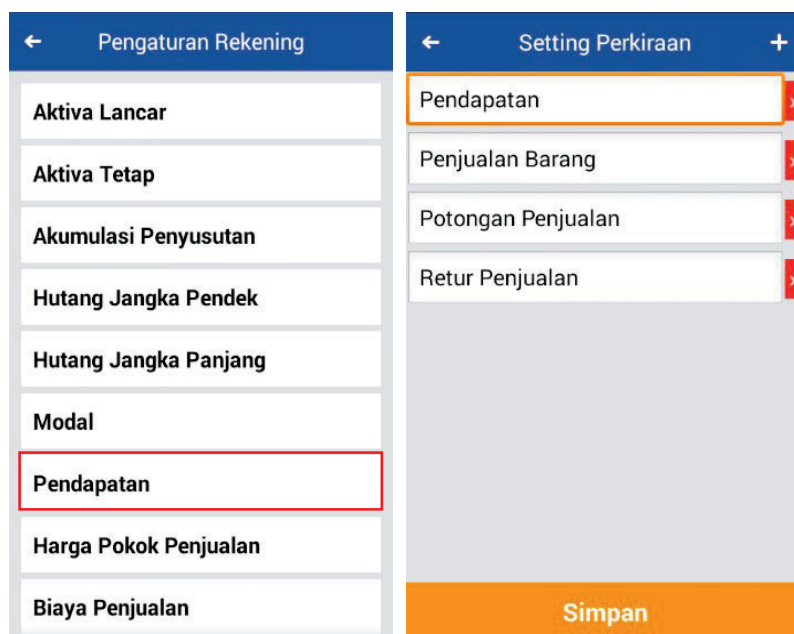 Pengaturan Rekening
Aktiva Lancar
Aktiva Tetap
Akumulasi Penyusutan
Hutang Jangka Pendek
Hutang Jangka Panjang
Modal
Pendapatan
Harga Pokok Penjualan
Biaya Penjualan
Setting Perkiraan
Pendapatan
Penjualan Barang
Potongan Penjualan
Retur Penjualan
Simpan